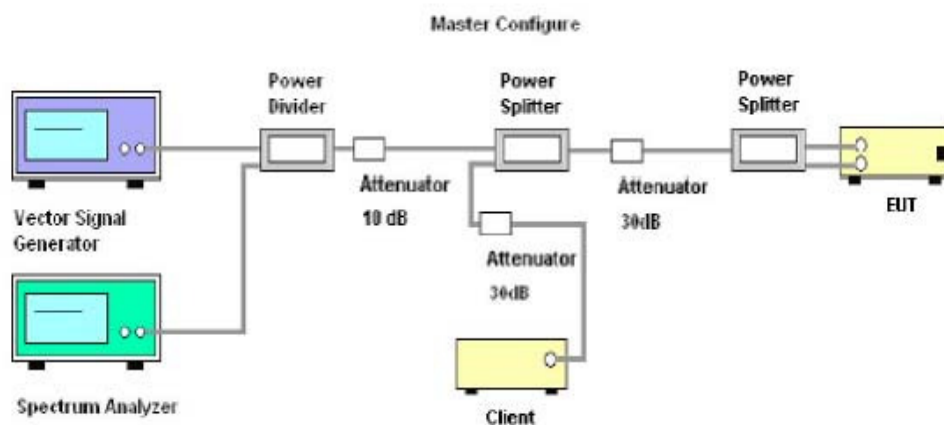 Master Configure
Power
Divider
Power
Splitter
Power
Splitter
Attenuator
10 dB
Attenuator
30dB
EUT
Vector Signal
Generator
Attenuator
30dB
Spectrum Analyzer
Client